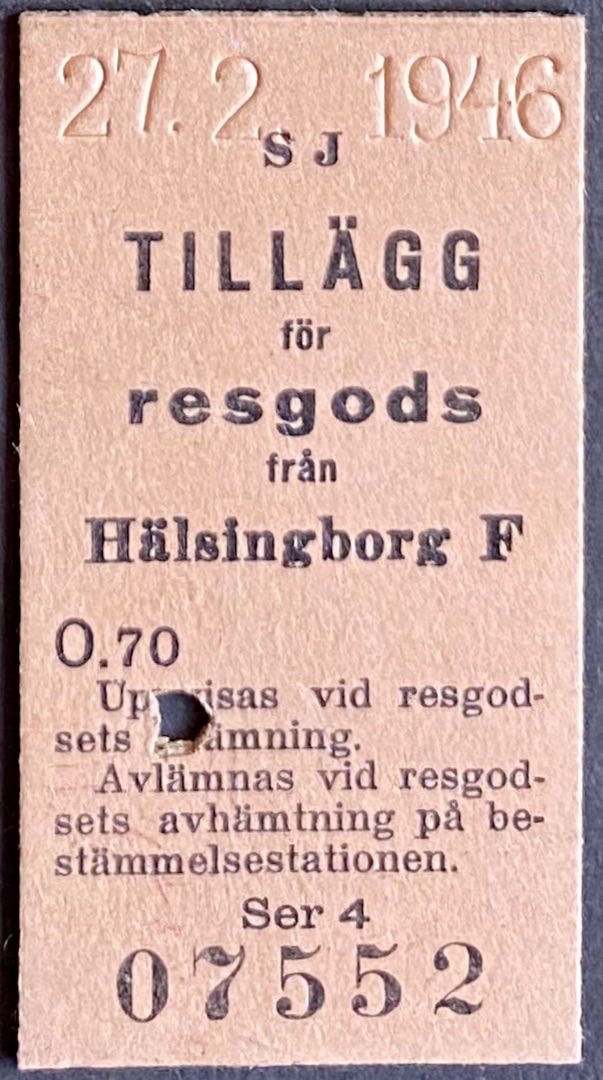 27. 2. 1946
SJ
TILLÄGG
för
resgods
från
Hälsingborg F
0.70
vid resgod-
sets
Avlämnas vid resgod-
sets avhämtning på be-
stämmelsestationen.
Ser 4
07552